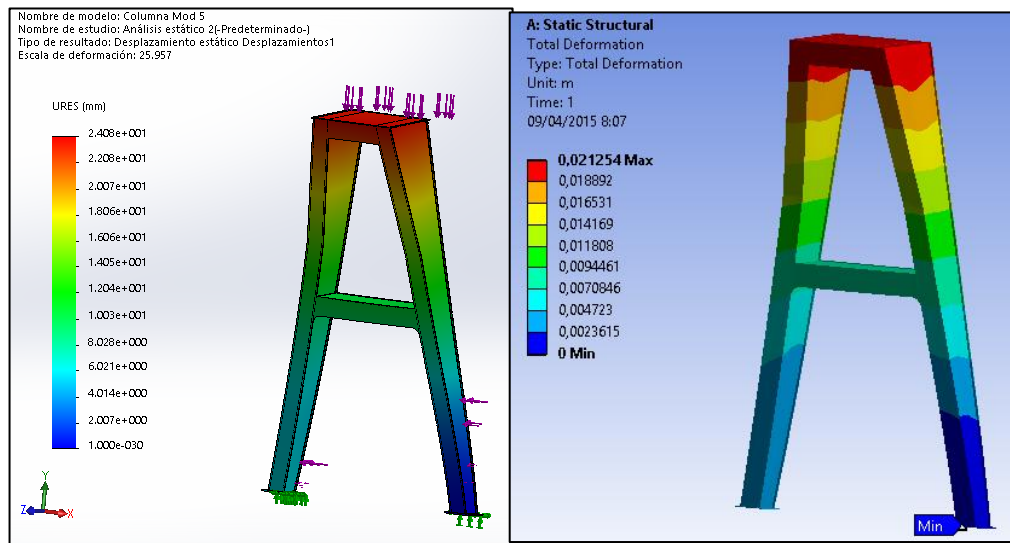 Nombre de modelo: Columna Mod 5
Nombre de estudio: Análisis estático 2(-Predeterminado-)
Tipo de resultado: Desplazamiento estático Desplazamientos1
Escala de deformación: 25.957
URES (mm)
2.408e+001
2.208e+001
2.007e+001
1.806e+001
1.606e+001
1.405e+001
1.204e+001
1.003e+001
8.028e+000
6.021e+000
4.014e+000
2.007e+000
1.000e-030
Y
Z
X
A: Static Structural
Total Deformation
Type: Total Deformation
Unit: m
Time: 1
09/04/2015 8:07
0,021254 Max
0,018892
0,016531
0,014169
0,011808
0,0094461
0,0070846
0,004723
0,0023615
0 Min
Min